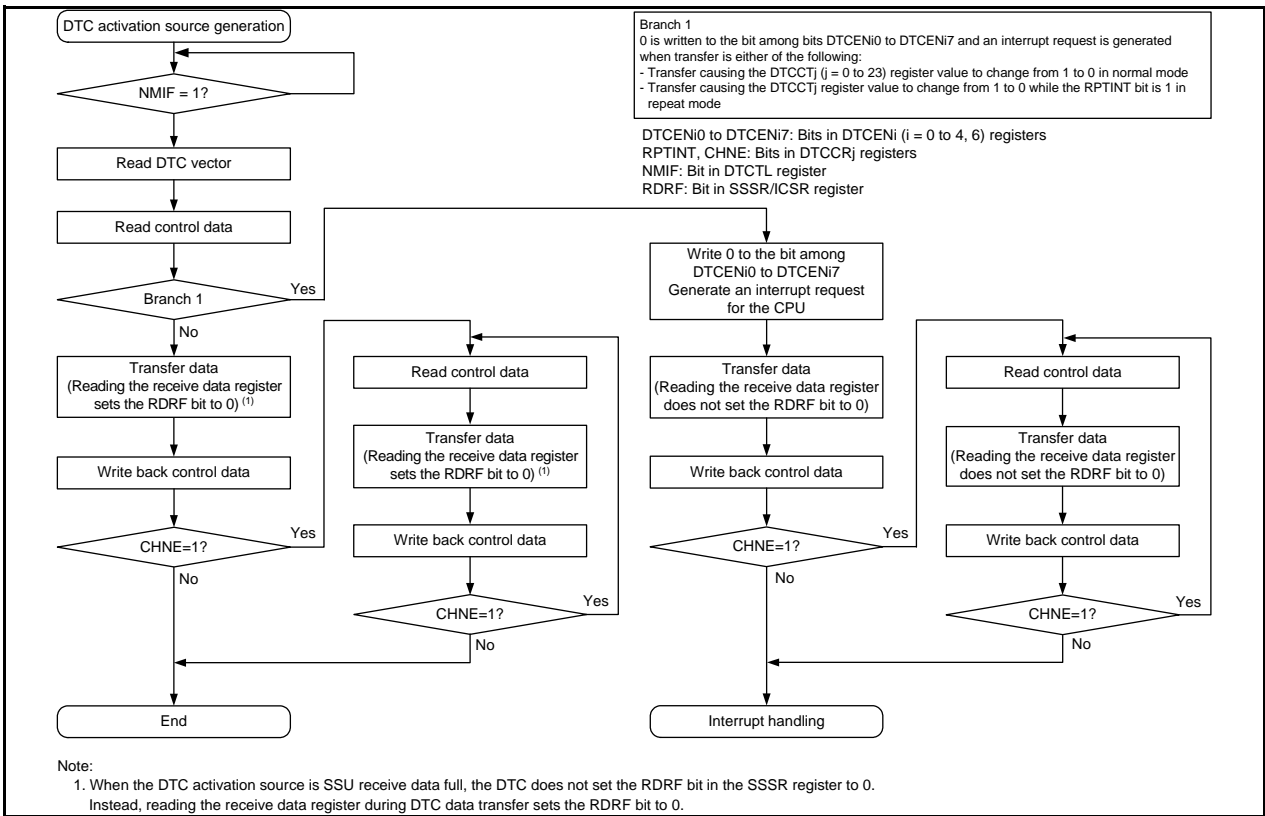 DTC activation source generation
NMIF = 1?
Read DTC vector
Read control data
Branch 1
Yes
No
Transfer data
(Reading the receive data register
sets the RDRF bit to 0) (1)
Write back control data
CHNE=1?
Yes
No
End
Read control data
Transfer data
(Reading the receive data register
sets the RDRF bit to 0) (1)
Write back control data
CHNE=1?
Yes
No
Branch 1
0 is written to the bit among bits DTCENi0 to DTCENi7 and an interrupt request is generated
when transfer is either of the following:
- Transfer causing the DTCCTj (j = 0 to 23) register value to change from 1 to 0 in normal mode
- Transfer causing the DTCCTj register value to change from 1 to 0 while the RPTINT bit is 1 in
repeat mode
DTCENi0 to DTCENi7: Bits in DTCENi (i = 0 to 4, 6) registers
RPTINT, CHNE: Bits in DTCCRj registers
NMIF: Bit in DTCTL register
RDRF: Bit in SSSR/ICSR register
Write 0 to the bit among
DTCENi0 to DTCENi7
Generate an interrupt request
for the CPU
Transfer data
(Reading the receive data register
does not set the RDRF bit to 0)
Write back control data
CHNE=1?
Yes
No
Interrupt handling
Read control data
Transfer data
(Reading the receive data register
does not set the RDRF bit to 0)
Write back control data
CHNE=1?
Yes
No
Note:
1. When the DTC activation source is SSU receive data full, the DTC does not set the RDRF bit in the SSSR register to 0.
Instead, reading the receive data register during DTC data transfer sets the RDRF bit to 0.